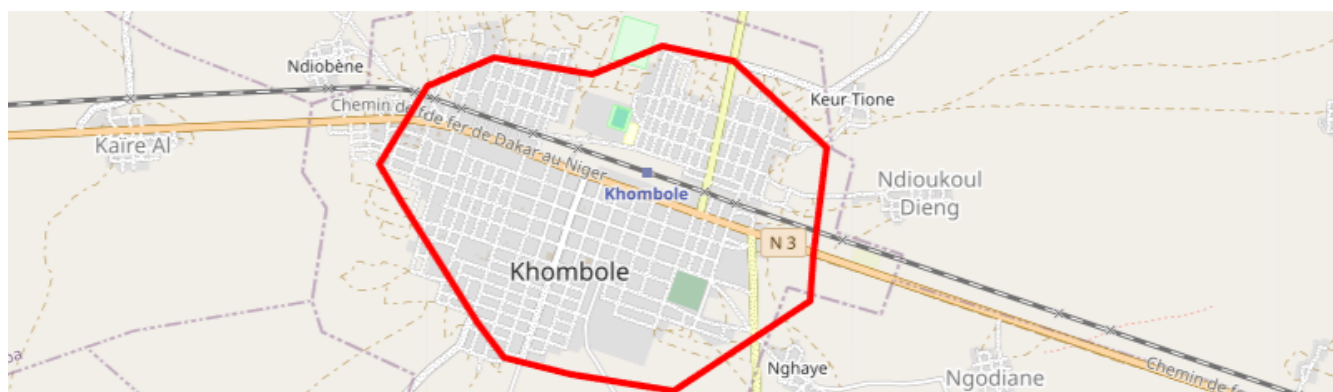 Ndiobène
Keur Tione
Chemin de fde fer de Dakar au Niger
Kaire Al
Khombole
Ndioukoul
Dieng
N 3
Khombole
Nghaye
Ngodiane
Chemin de f